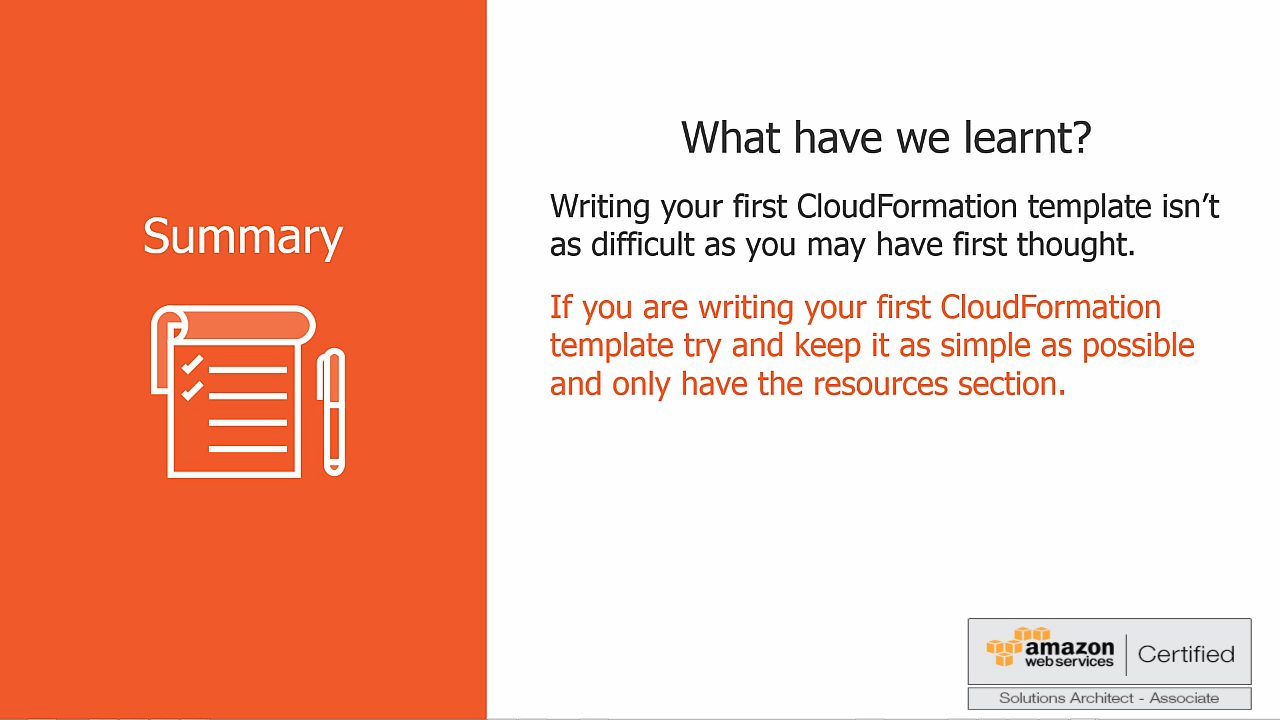 Summary
What have we learnt?
Writing your first CloudFormation template isn’t
as difficult as you may have first thought.
If you are writing your first CloudFormation
template try and keep it as simple as possible
and only have the resources section.
amazon
web services
Certified
Solutions Architect - Associate